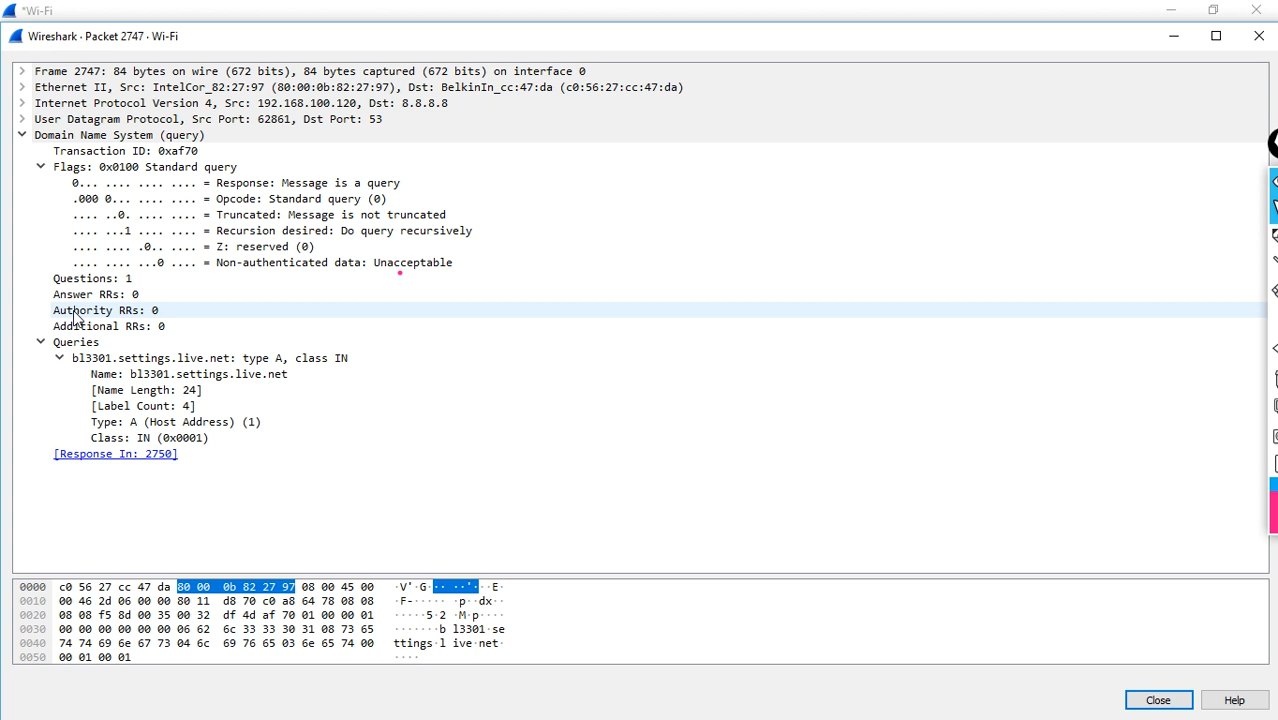 *Wi-Fi
Wireshark · Packet 2747 · Wi-Fi
Frame 2747: 84 bytes on wire (672 bits), 84 bytes captured (672 bits) on interface 0
Ethernet II, Src: IntelCor_82:27:97 (80:00:0b:82:27:97), Dst: BelkinIn_cc:47:da (c0:56:27:cc:47:da)
Internet Protocol Version 4, Src: 192.168.100.120, Dst: 8.8.8.8
User Datagram Protocol, Src Port: 62861, Dst Port: 53
Domain Name System (query)
Transaction ID: 0xaf70
Flags: 0x0100 Standard query
0... .... .... .... = Response: Message is a query
.000 0... .... .... = Opcode: Standard query (0)
.... ..0. .... .... = Truncated: Message is not truncated
.... ...1 .... .... = Recursion desired: Do query recursively
.... .... .0.. .... = Z: reserved (0)
.... .... ...0 .... = Non-authenticated data: Unacceptable
Questions: 1
Answer RRs: 0
Authority RRs: 0
Additional RRs: 0
Queries
bl3301.settings.live.net: type A, class IN
Name: bl3301.settings.live.net
[Name Length: 24]
[Label Count: 4]
Type: A (Host Address) (1)
Class: IN (0x0001)
[Response In: 2750]
0000 c0 56 27 cc 47 da 80 00 0b 82 27 97 08 00 45 00 ·V'·G·······'···E·
0010 00 46 2d 06 00 00 80 11 d8 70 c0 a8 64 78 08 08 ·F-······p··dx··
0020 08 08 f5 8d 00 35 00 32 df 4d af 70 01 00 00 01 ·····5·2·M·p····
0030 00 00 00 00 00 00 06 62 6c 33 33 30 31 08 73 65 ·······b l3301·se
0040 74 74 69 6e 67 73 04 6c 69 76 65 03 6e 65 74 00 ttings·l ive·net·
0050 00 01 00 01 ····
Close Help